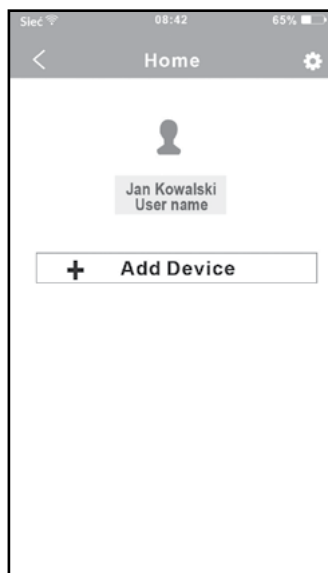 Sieć 08:42 65%
Home
Jan Kowalski
User name
+ Add Device